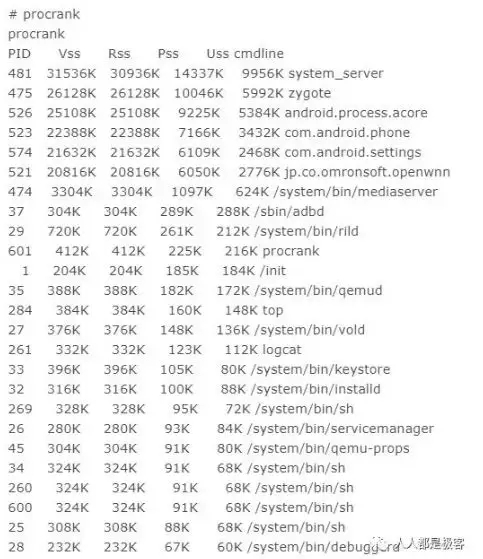 # procrank
procrank
PID Vss Rss Pss Uss cmdline
481 31536K 30936K 14337K 9956K system_server
475 26128K 26128K 10046K 5992K zygote
526 25108K 25108K 9225K 5384K android.process.acore
523 22388K 22388K 7166K 3432K com.android.phone
574 21632K 21632K 6109K 2468K com.android.settings
521 20816K 20816K 6050K 2776K jp.co.omronsoft.openwnn
474 3304K 3304K 1097K 624K /system/bin/mediaserver
37 304K 304K 289K 288K /sbin/adbd
29 720K 720K 261K 212K /system/bin/rild
601 412K 412K 225K 216K procrank
1 204K 204K 185K 184K /init
35 388K 388K 182K 172K /system/bin/qemud
284 384K 384K 160K 148K top
27 376K 376K 148K 136K /system/bin/vold
261 332K 332K 123K 112K logcat
33 396K 396K 105K 80K /system/bin/keystore
32 316K 316K 100K 88K /system/bin/installd
269 328K 328K 95K 72K /system/bin/sh
26 280K 280K 93K 84K /system/bin/servicemanager
45 304K 304K 91K 80K /system/bin/qemu-props
34 324K 324K 91K 68K /system/bin/sh
260 324K 324K 91K 68K /system/bin/sh
600 324K 324K 91K 68K /system/bin/sh
25 308K 308K 88K 68K /system/bin/sh
28 232K 232K 67K 60K /system/bin/debuggerd
人人都是极客